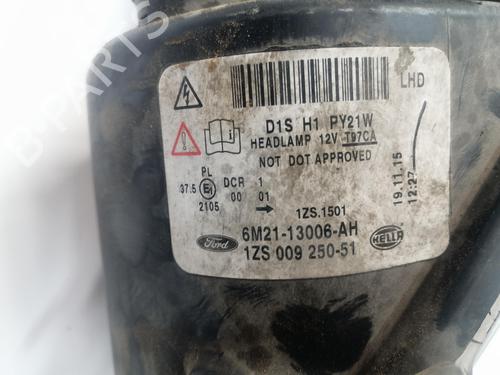 B-PARTS
LHD
D1S H1 PY21W
HEADLAMP 12V T97CA
NOT DOT APPROVED
PL
37.5 E1 DCR 1
2105 00 01
1ZS.1501
19.11.15
12:27
Ford 6M21-13006-AH HELLA
1ZS 009 250-51